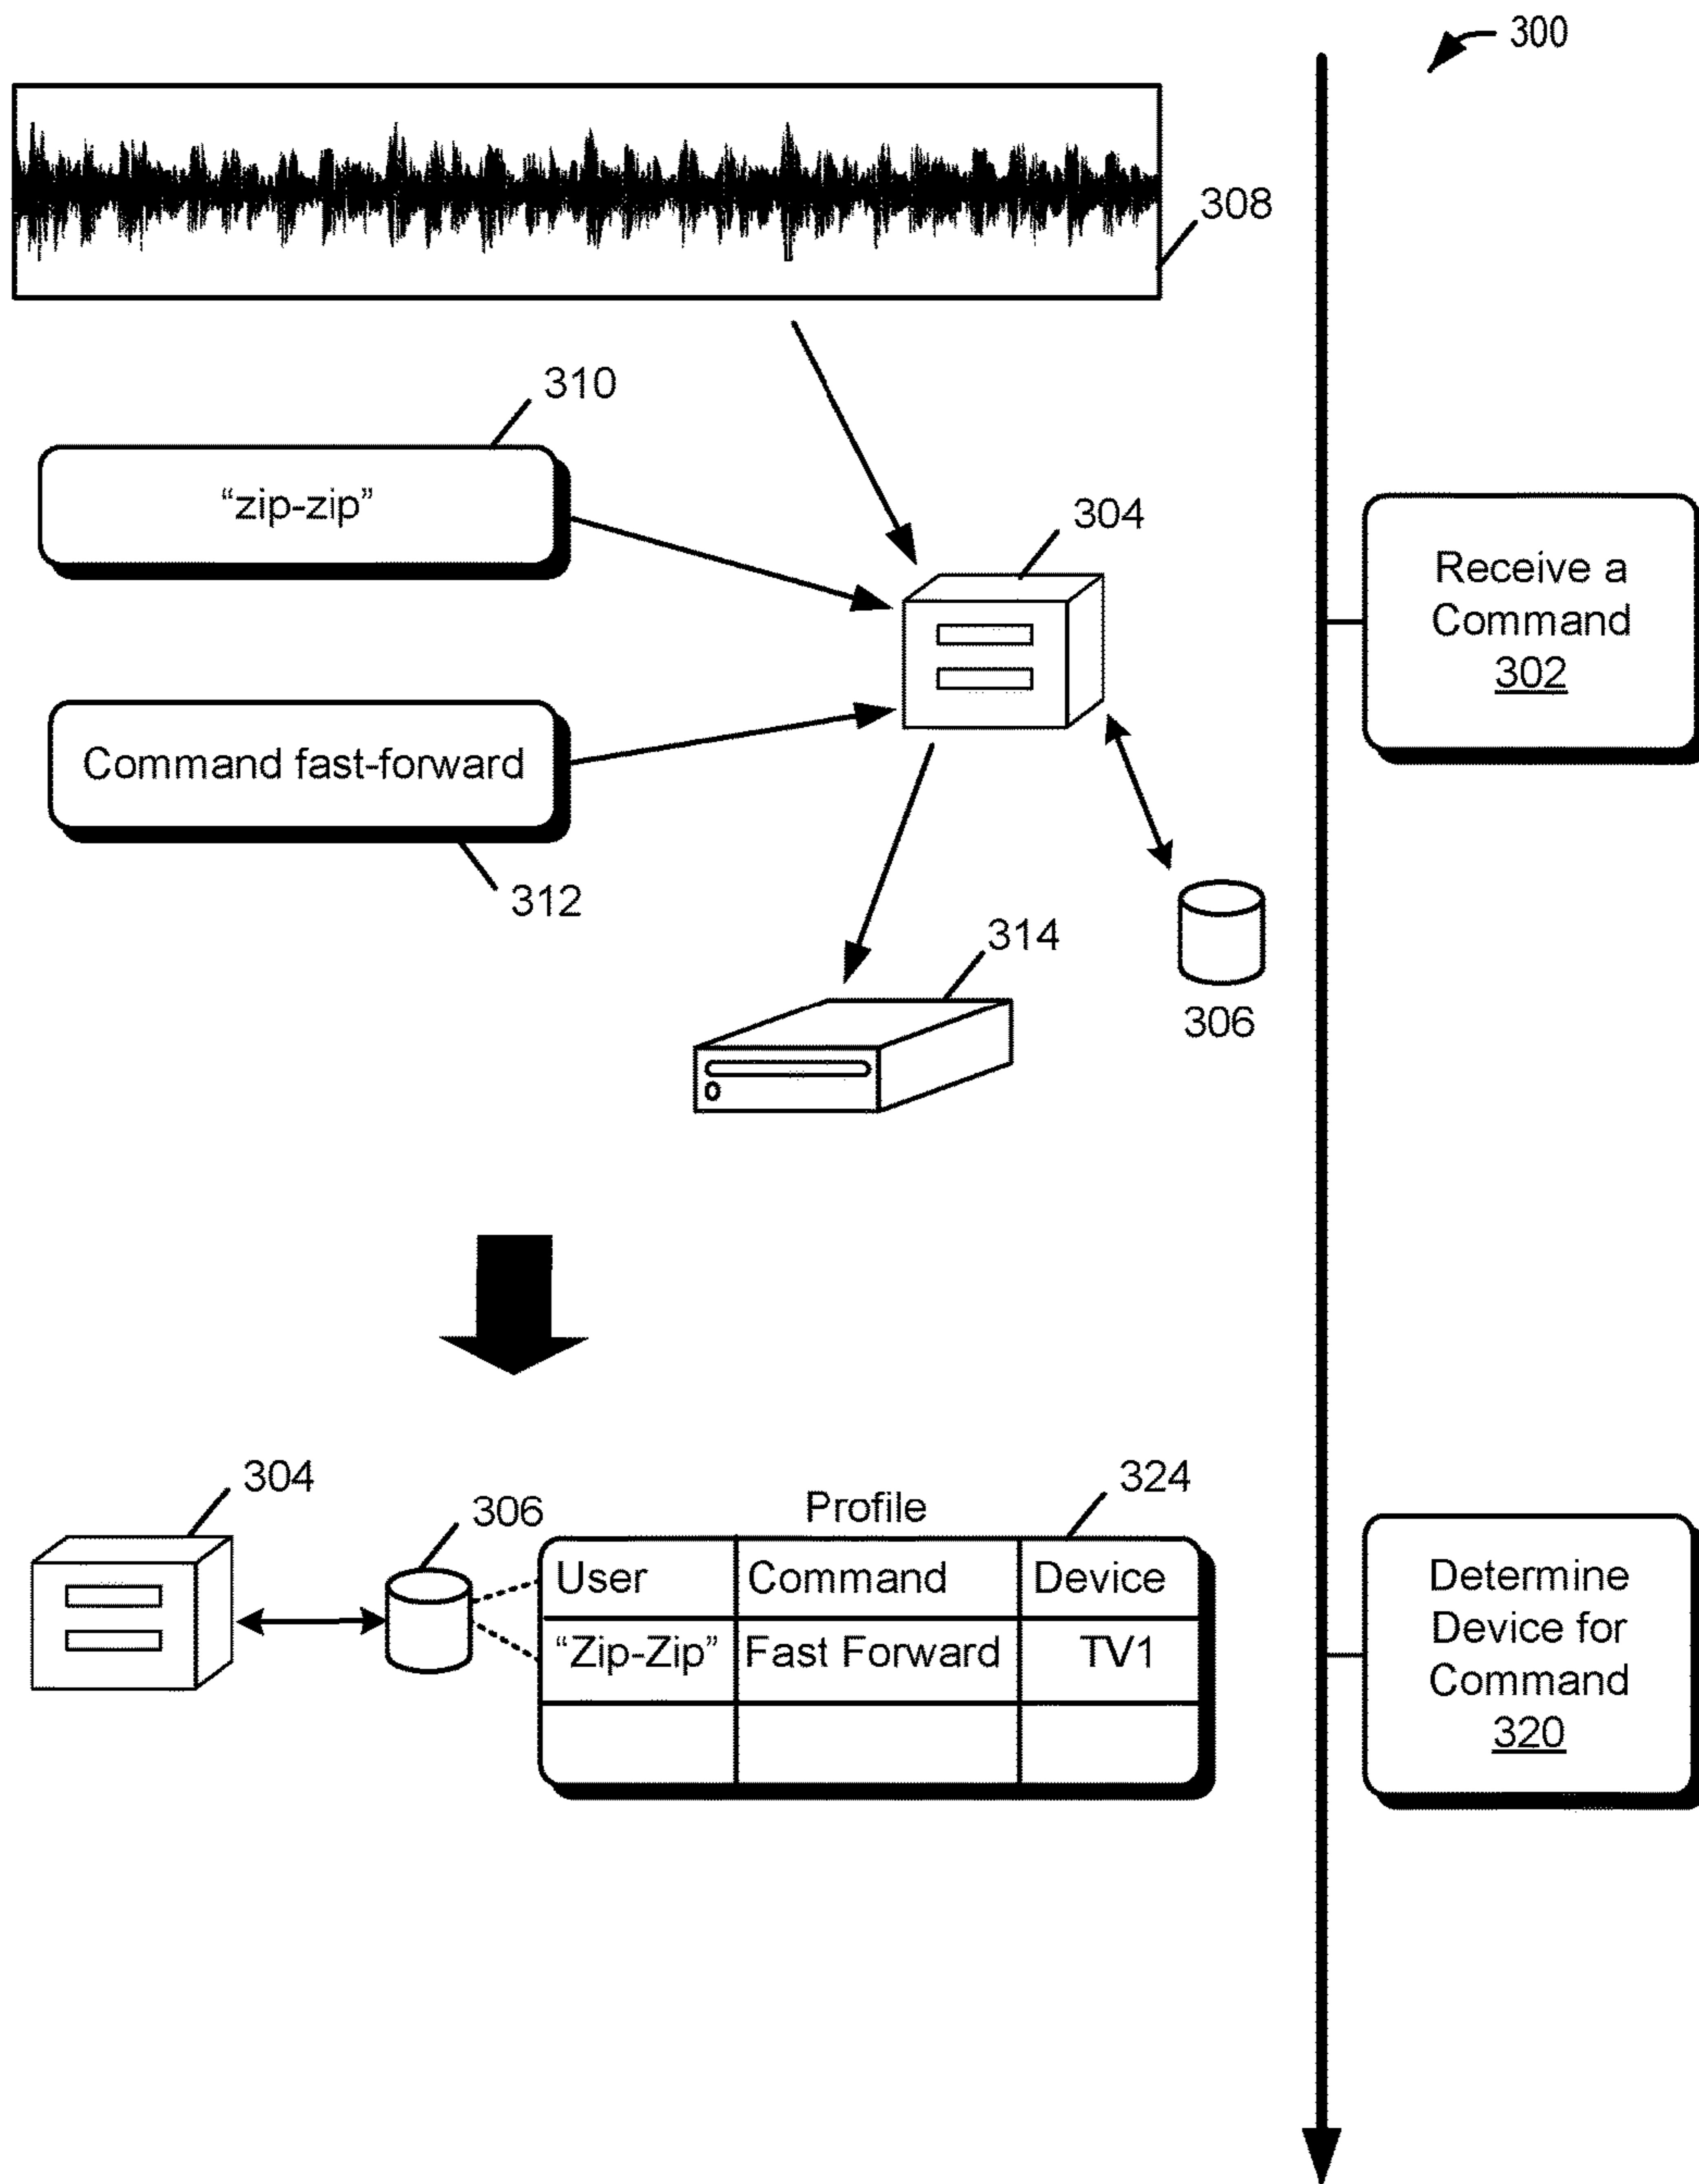 300
308
310
"zip-zip"
304
Receive a
Command
302
Command fast-forward
312
314
306
304
306
Profile
324
User Command Device
"Zip-Zip" Fast Forward TV1
Determine
Device for
Command
320